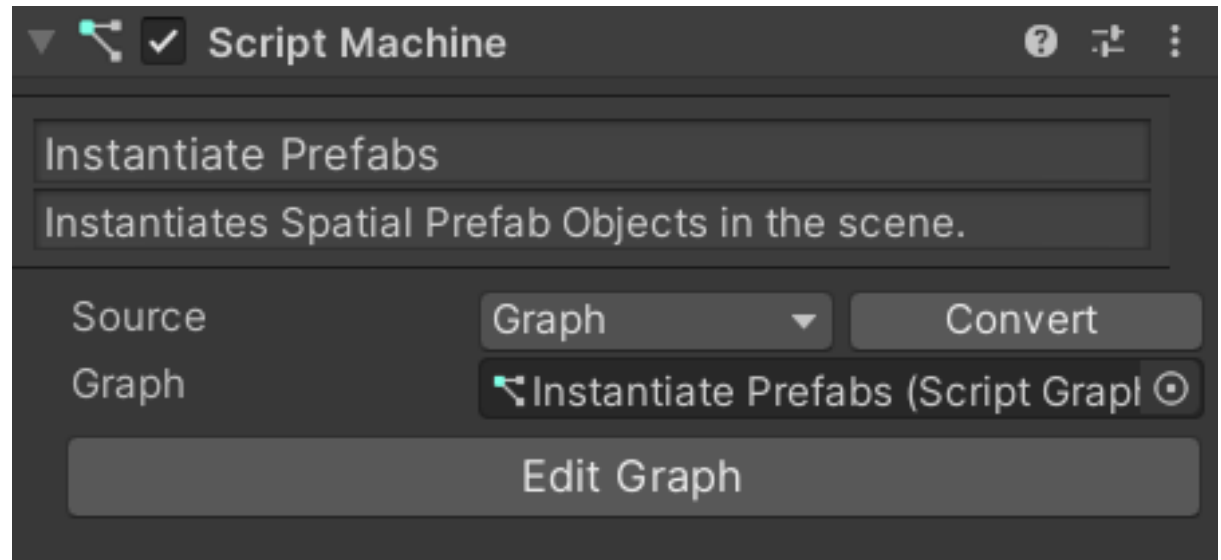 Script Machine
Instantiate Prefabs
Instantiates Spatial Prefab Objects in the scene.
Source Graph Convert
Graph Instantiate Prefabs (Script Graph
Edit Graph